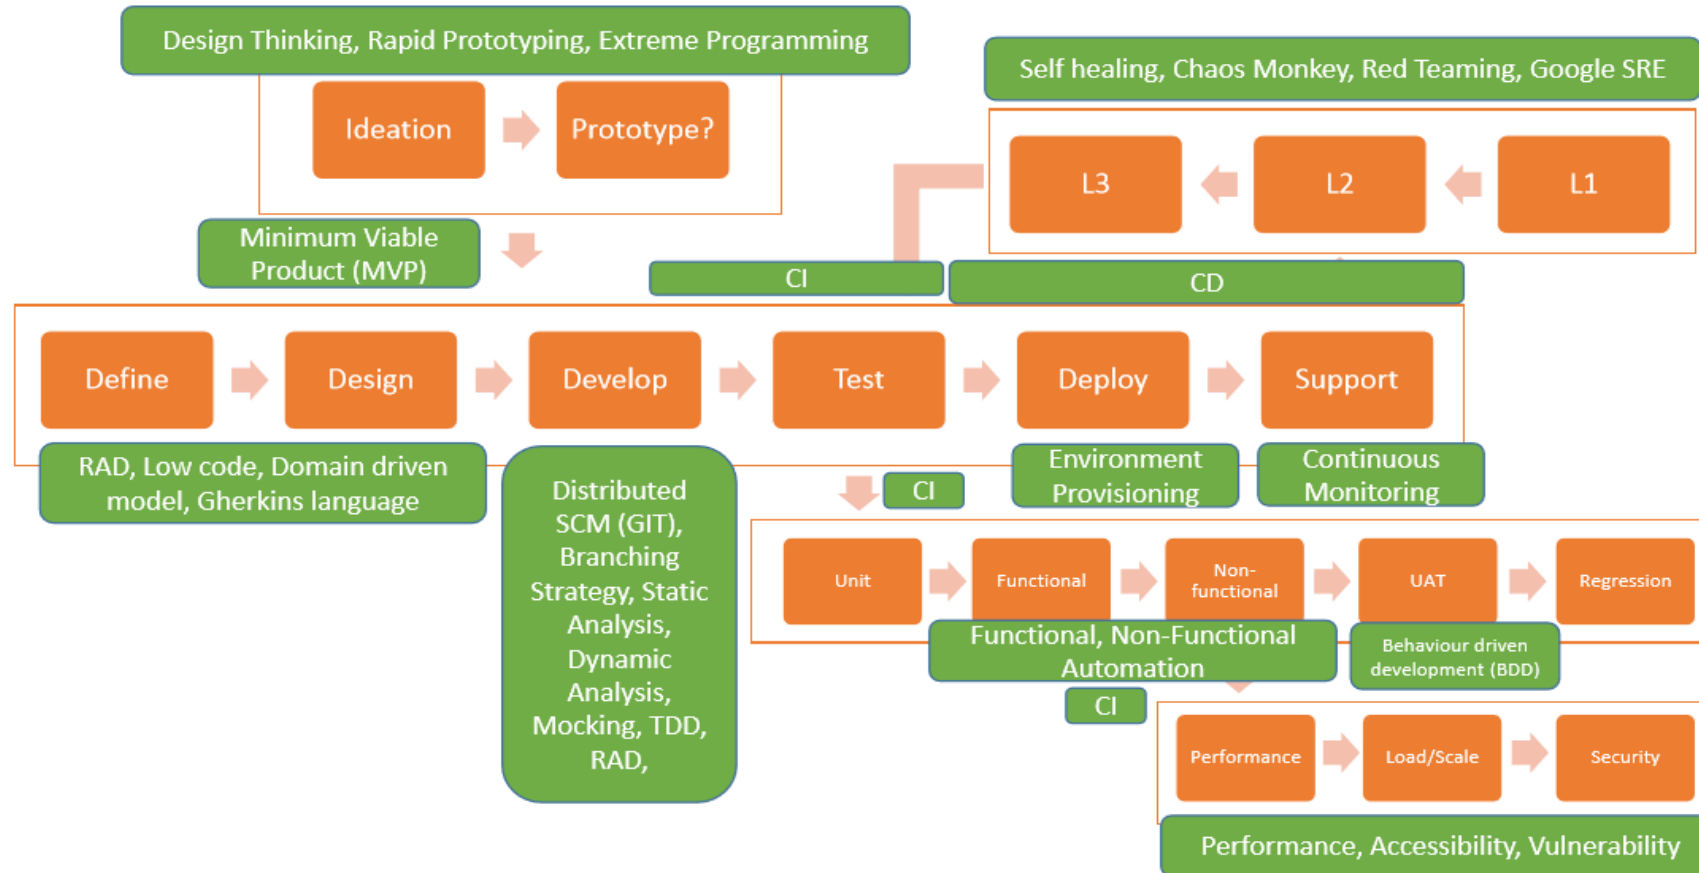 Design Thinking, Rapid Prototyping, Extreme Programming
Ideation
Prototype?
Self healing, Chaos Monkey, Red Teaming, Google SRE
L3
L2
L1
Minimum Viable
Product (MVP)
CI
CD
Define
Design
Develop
Test
Deploy
Support
RAD, Low code, Domain driven
model, Gherkins language
Distributed
SCM (GIT),
Branching
Strategy, Static
Analysis,
Dynamic
Analysis,
Mocking, TDD,
RAD,
CI
Environment
Provisioning
Continuous
Monitoring
Unit
Functional
Non-
functional
UAT
Regression
Functional, Non-Functional
Automation
Behaviour driven
development (BDD)
CI
Performance
Load/Scale
Security
Performance, Accessibility, Vulnerability